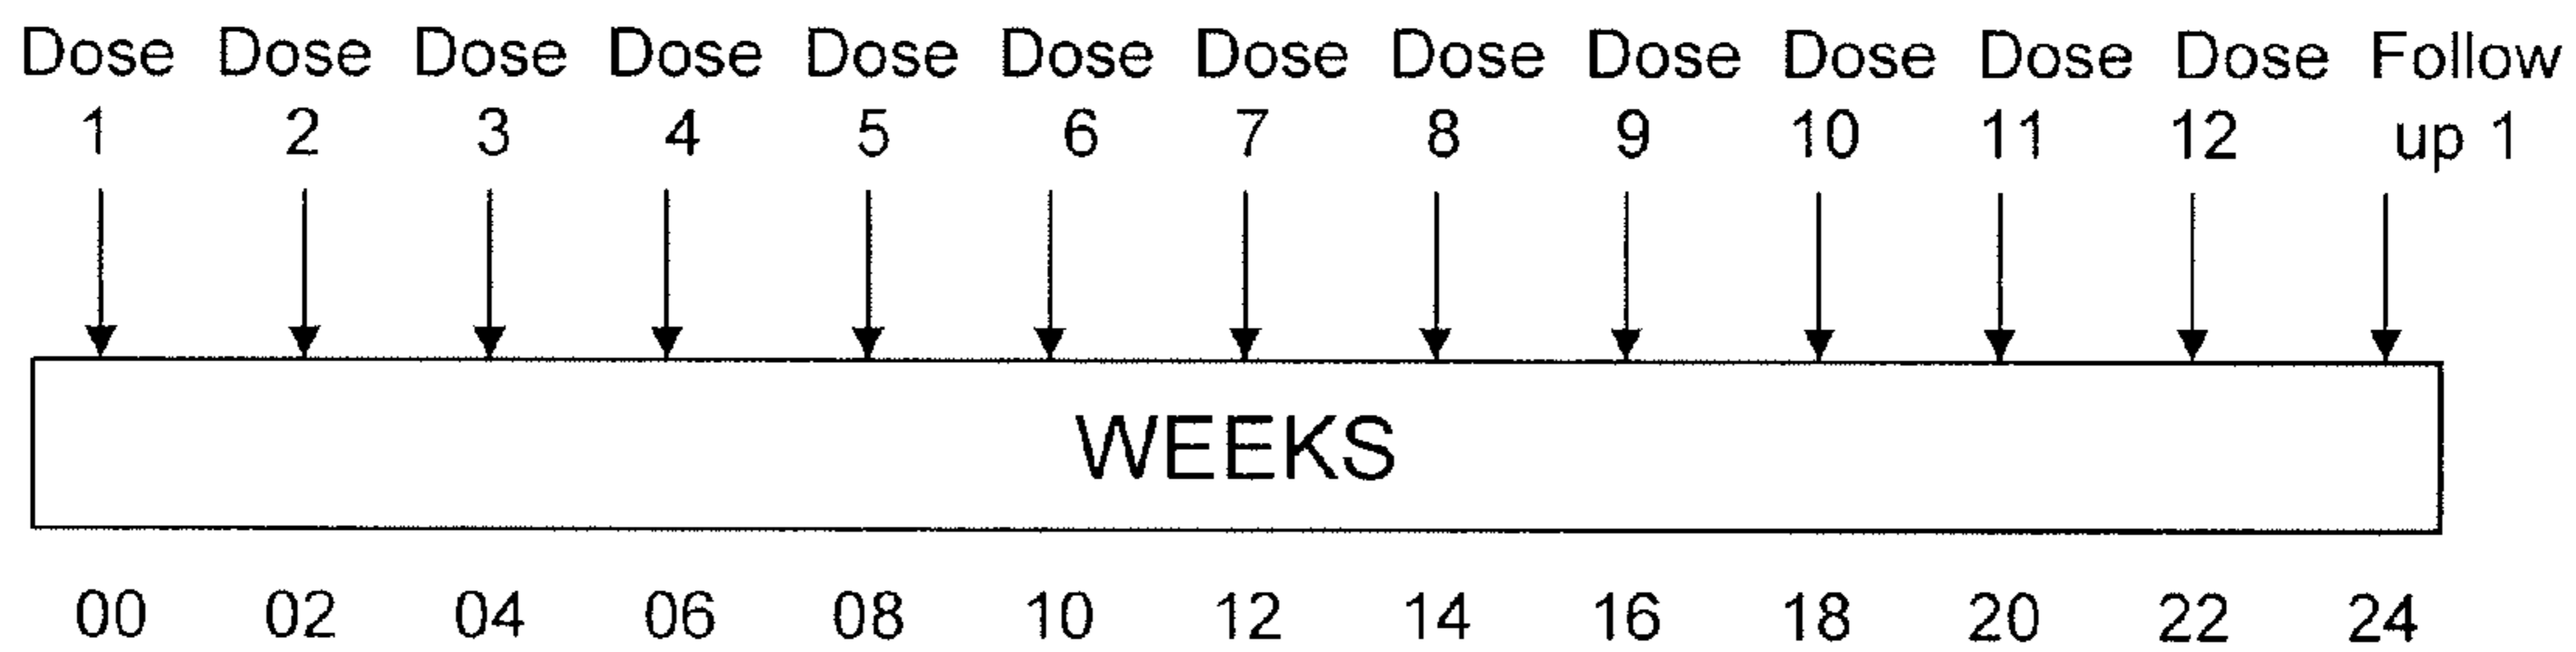 Dose Dose Dose Dose Dose Dose Dose Dose Dose Dose Dose Dose Follow
1 2 3 4 5 6 7 8 9 10 11 12 up 1
WEEKS
00 02 04 06 08 10 12 14 16 18 20 22 24